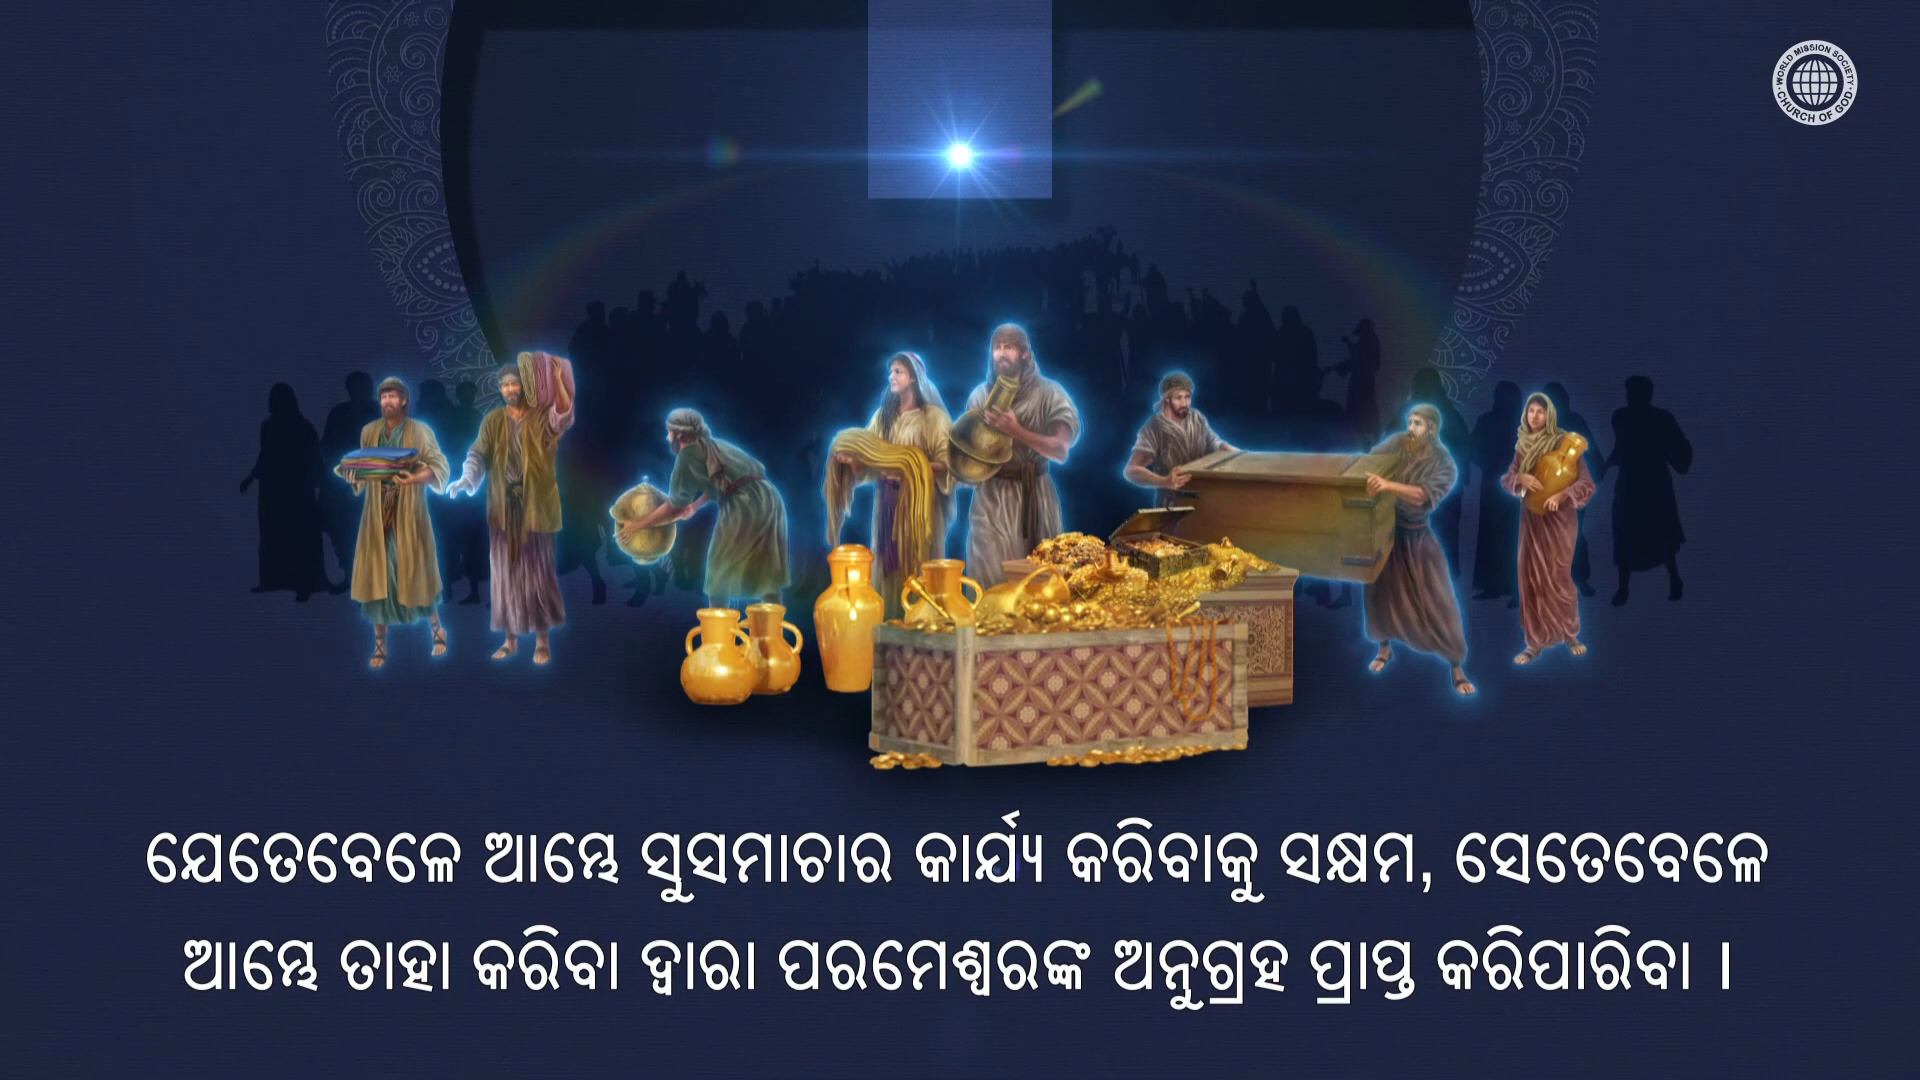 WORLD MISSION SOCIETY CHURCH OF GOD
ଯେତେବେଳେ ଆମ୍ଭେ ସୁସମାଚାର କାର୍ଯ୍ୟ କରିବାକୁ ସକ୍ଷମ, ସେତେବେଳେ
ଆମ୍ଭେ ତାହା କରିବା ଦ୍ୱାରା ପରମେଶ୍ୱରଙ୍କ ଅନୁଗ୍ରହ ପ୍ରାପ୍ତ କରିପାରିବା ।